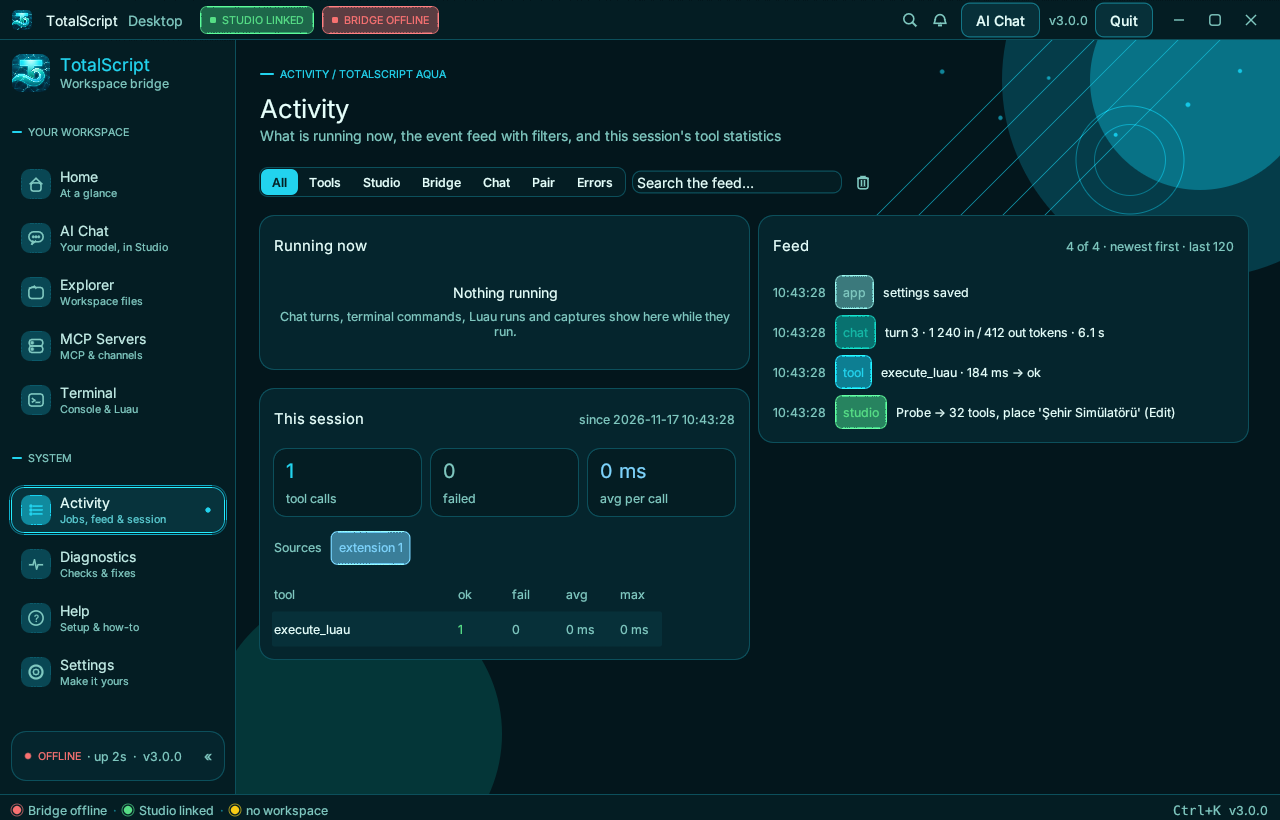 TotalScript Desktop
STUDIO LINKED
BRIDGE OFFLINE
AI Chat
v3.0.0
Quit
TotalScript
Workspace bridge
YOUR WORKSPACE
Home
At a glance
AI Chat
Your model, in Studio
Explorer
Workspace files
MCP Servers
MCP & channels
Terminal
Console & Luau
SYSTEM
Activity
Jobs, feed & session
Diagnostics
Checks & fixes
Help
Setup & how-to
Settings
Make it yours
OFFLINE · up 2s · v3.0.0 «
ACTIVITY / TOTALSCRIPT AQUA
Activity
What is running now, the event feed with filters, and this session's tool statistics
All Tools Studio Bridge Chat Pair Errors
Search the feed...
Running now
Nothing running
Chat turns, terminal commands, Luau runs and captures show here while they
run.
This session
since 2026-11-17 10:43:28
1
tool calls
0
failed
0 ms
avg per call
Sources extension 1
tool ok fail avg max
execute_luau 1 0 0 ms 0 ms
Feed
4 of 4 · newest first · last 120
10:43:28 app settings saved
10:43:28 chat turn 3 · 1 240 in / 412 out tokens · 6.1 s
10:43:28 tool execute_luau · 184 ms → ok
10:43:28 studio Probe → 32 tools, place 'Şehir Simülatörü' (Edit)
Bridge offline · Studio linked · no workspace
Ctrl+K v3.0.0